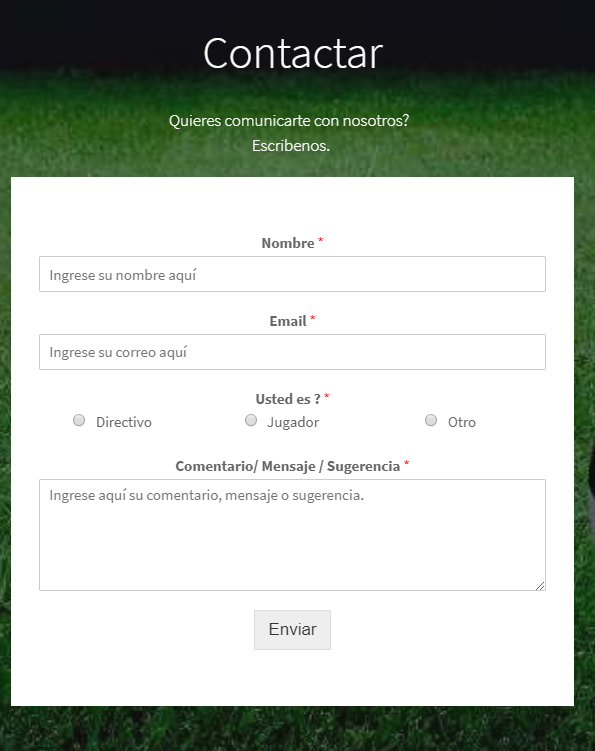 Contactar
Quieres comunicarte con nosotros?
Escribenos.
Nombre *
Ingrese su nombre aquí
Email *
Ingrese su correo aquí
Usted es ? *
Directivo Jugador Otro
Comentario/ Mensaje / Sugerencia *
Ingrese aquí su comentario, mensaje o sugerencia.
Enviar